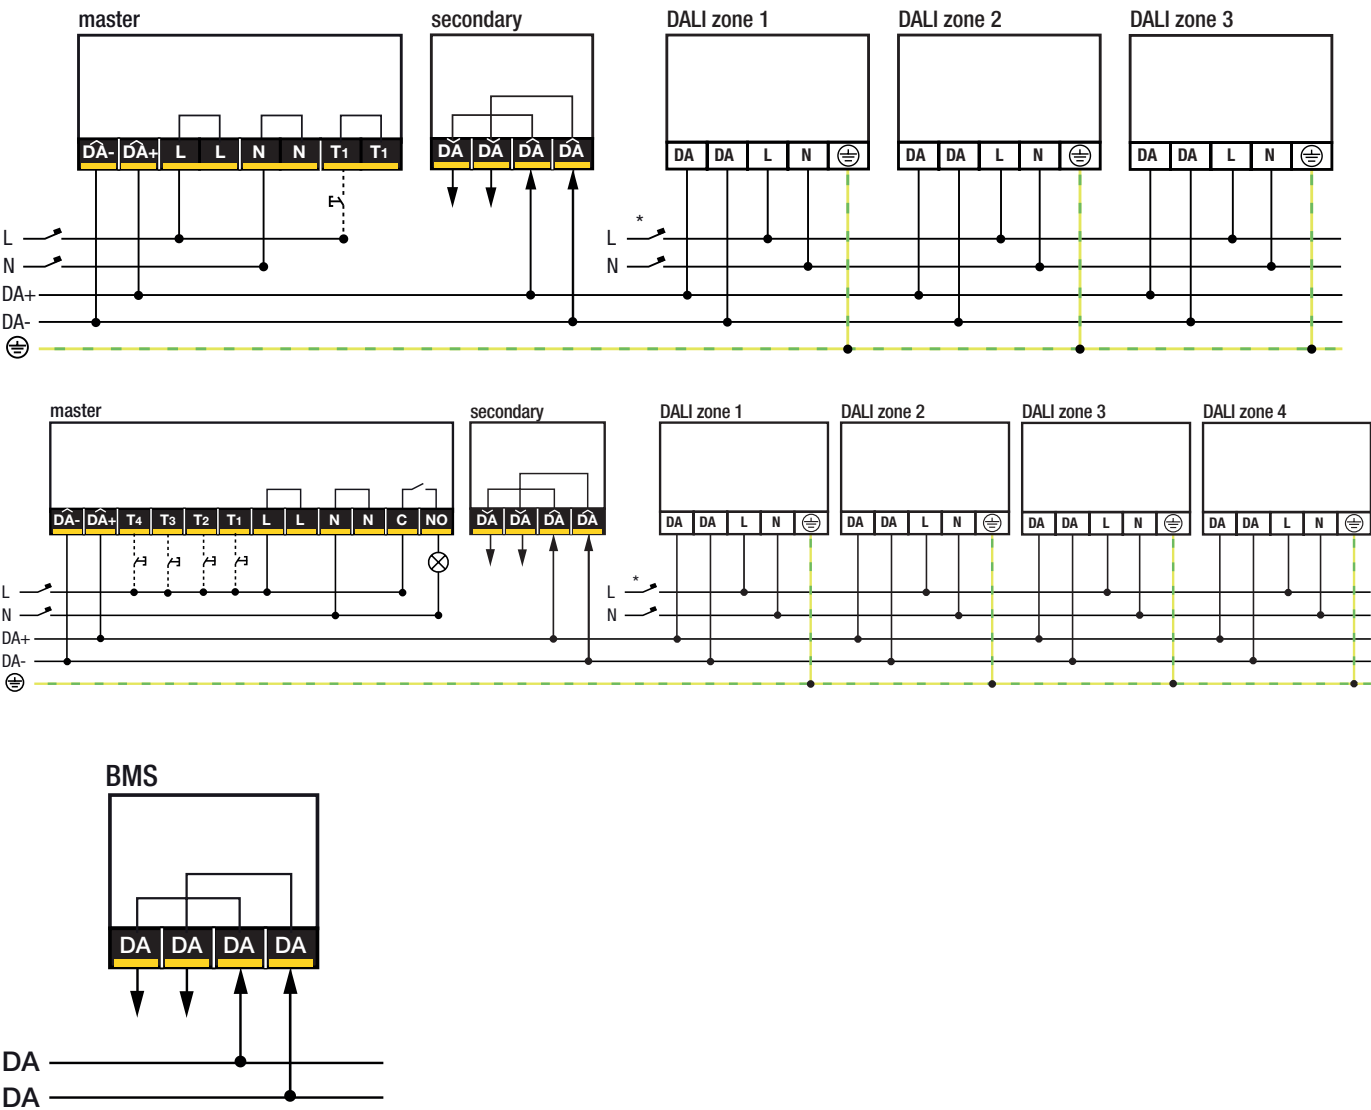 master secondary DALI zone 1 DALI zone 2 DALI zone 3
DA- DA+ L L N N T1 T1 DA DA DA DA DA DA L N DA DA L N DA DA L N
L * L
N N
DA+
DA-
master secondary DALI zone 1 DALI zone 2 DALI zone 3 DALI zone 4
DA- DA+ T4 T3 T2 T1 L L N N C NO DA DA DA DA DA DA L N DA DA L N DA DA L N DA DA L N
L * L
N N
DA+
DA-
BMS
DA DA DA DA
DA
DA